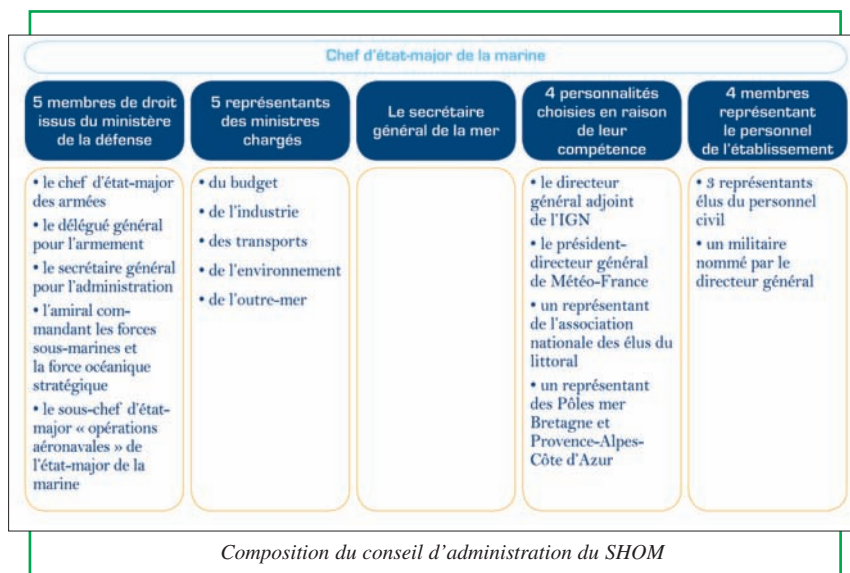 Chef d'état-major de la marine
5 membres de droit
issus du ministère
de la défense
• le chef d'état-major
des armées
• le délégué général
pour l'armement
• le secrétaire général
pour l'administration
• l'amiral com-
mandant les forces
sous-marines et
la force océanique
stratégique
• le sous-chef d'état-
major « opérations
aéronavales » de
l'état-major de la
marine
5 représentants
des ministres
chargés
• du budget
• de l'industrie
• des transports
• de l'environnement
• de l'outre-mer
Le secrétaire
général de la mer
4 personnalités
choisies en raison
de leur
compétence
• le directeur
général adjoint
de l'IGN
• le président-
directeur général
de Météo-France
• un représentant
de l'association
nationale des élus du
littoral
• un représentant
des Pôles mer
Bretagne et
Provence-Alpes-
Côte d'Azur
4 membres
représentant
le personnel
de l'établissement
• 3 représentants
élus du personnel
civil
• un militaire
nommé par le
directeur général
Composition du conseil d'administration du SHOM